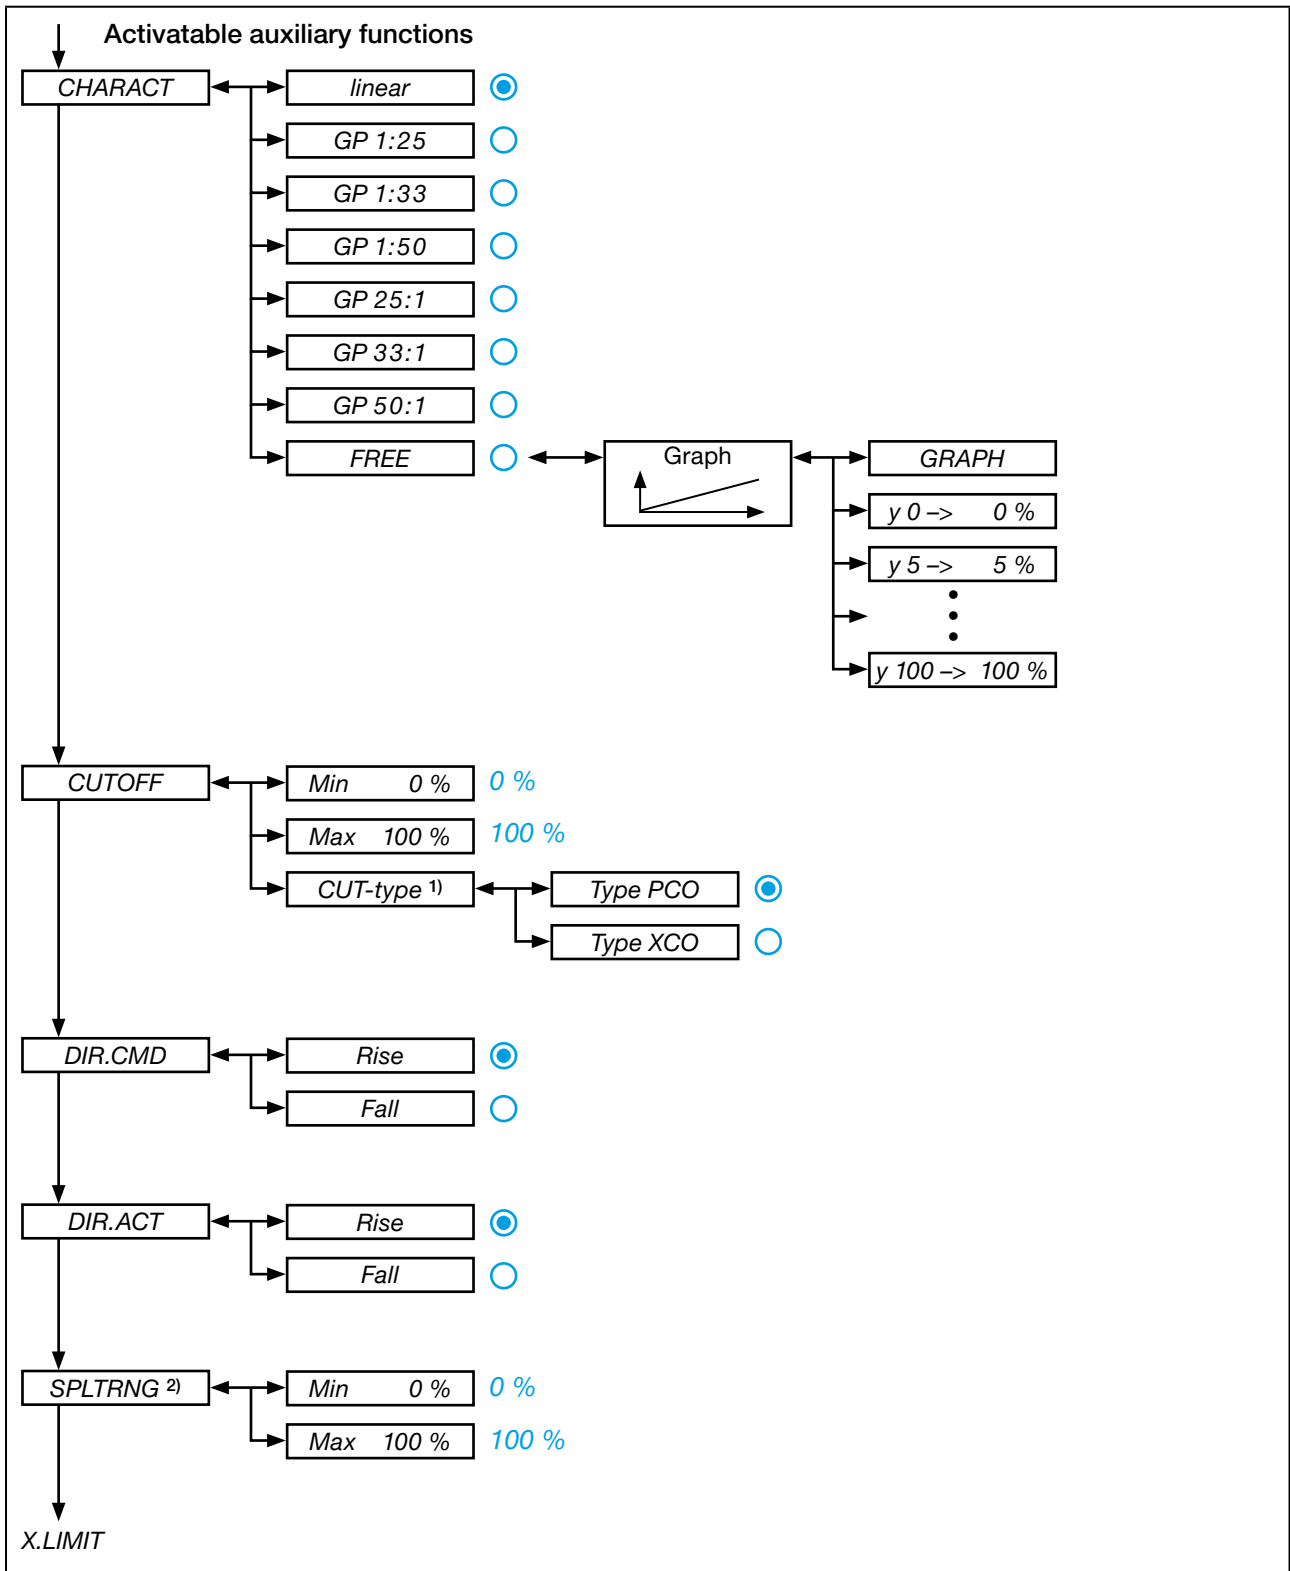 Activatable auxiliary functions
CHARACT
linear
GP 1:25
GP 1:33
GP 1:50
GP 25:1
GP 33:1
GP 50:1
FREE
Graph
GRAPH
y 0 –> 0 %
y 5 –> 5 %
y 100 –> 100 %
CUTOFF
Min 0 % 0 %
Max 100 % 100 %
CUT-type 1)
Type PCO
Type XCO
DIR.CMD
Rise
Fall
DIR.ACT
Rise
Fall
SPLTRNG 2)
Min 0 % 0 %
Max 100 % 100 %
X.LIMIT